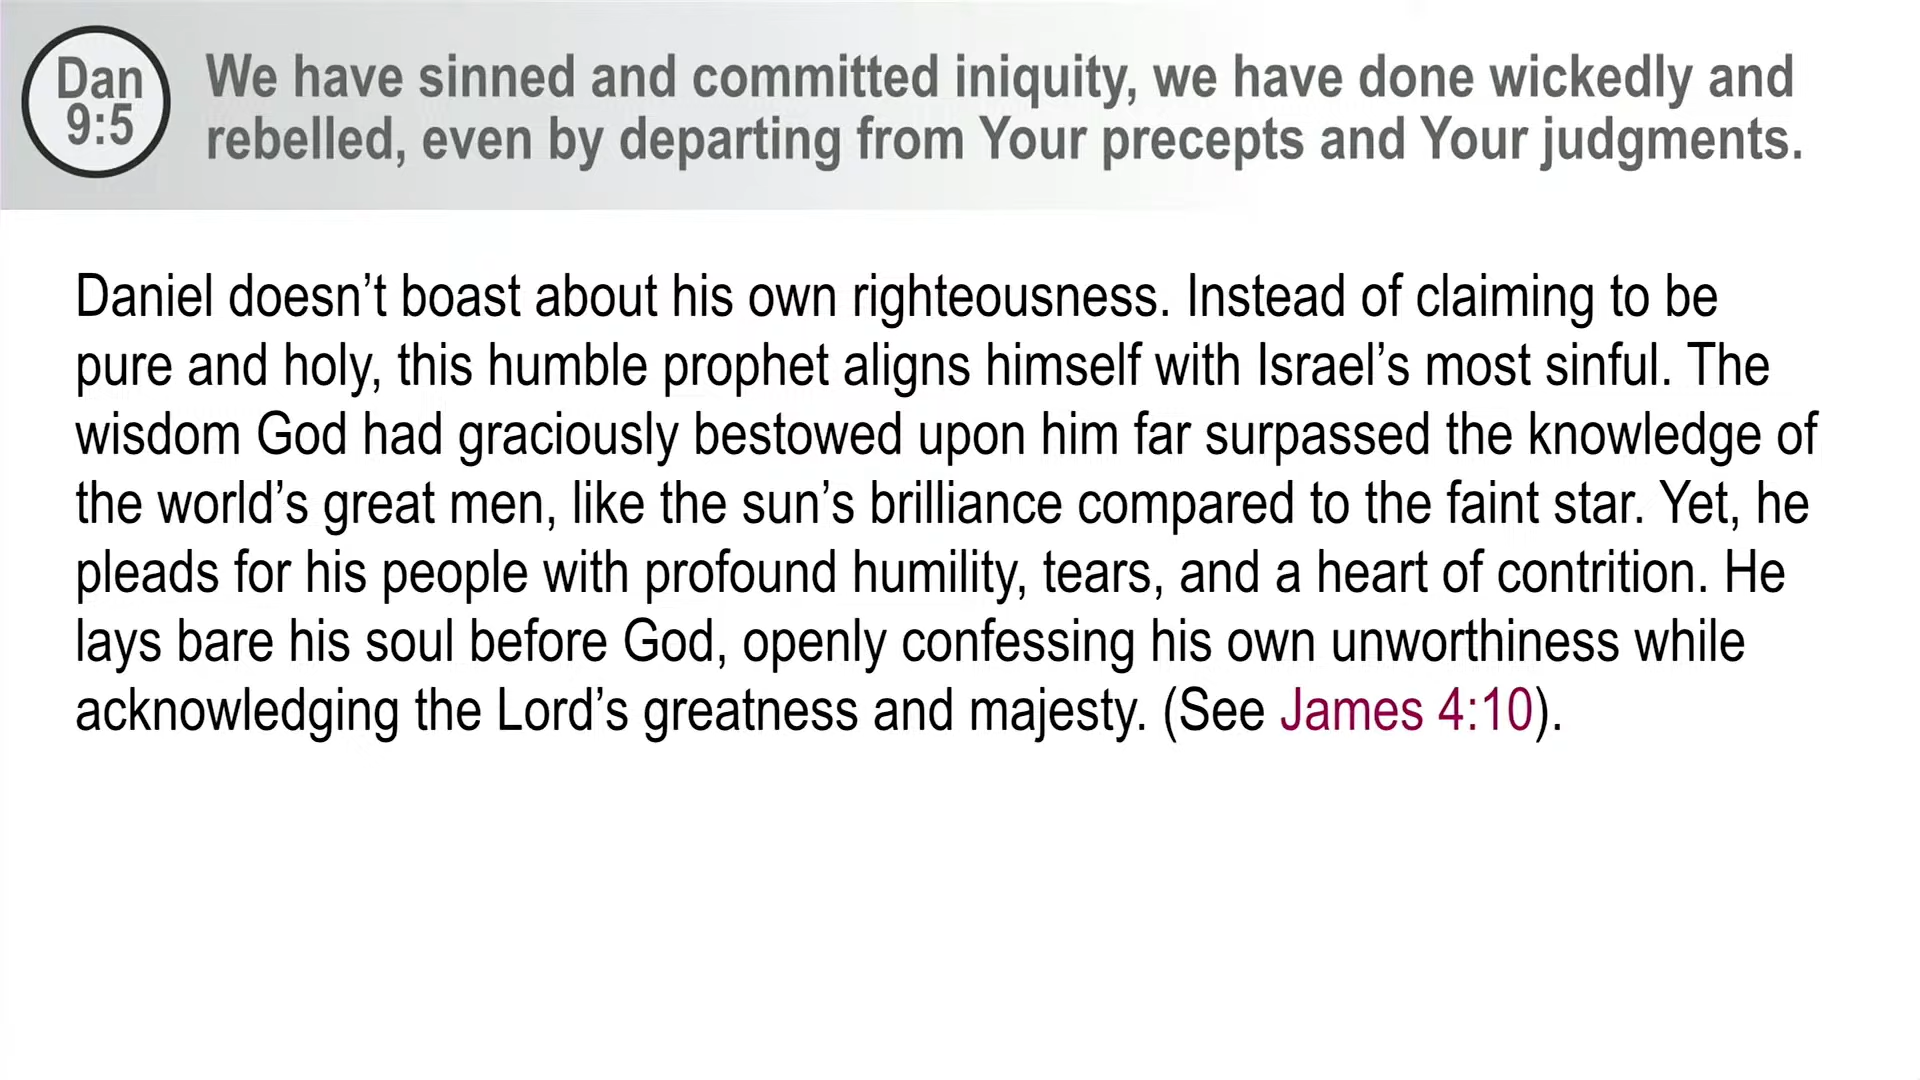 Dan
9:5
We have sinned and committed iniquity, we have done wickedly and
rebelled, even by departing from Your precepts and Your judgments.
Daniel doesn’t boast about his own righteousness. Instead of claiming to be
pure and holy, this humble prophet aligns himself with Israel’s most sinful. The
wisdom God had graciously bestowed upon him far surpassed the knowledge of
the world’s great men, like the sun’s brilliance compared to the faint star. Yet, he
pleads for his people with profound humility, tears, and a heart of contrition. He
lays bare his soul before God, openly confessing his own unworthiness while
acknowledging the Lord’s greatness and majesty. (See James 4:10).